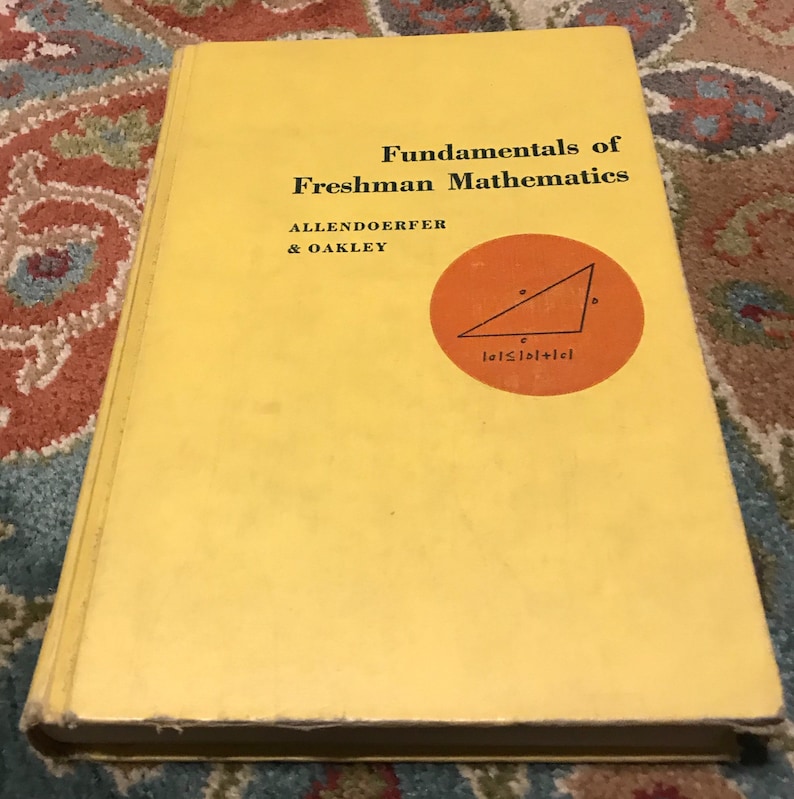 Fundamentals of
Freshman Mathematics
ALLENDOERFER
& OAKLEY
a
b
c
|a|≤|b|+|c|